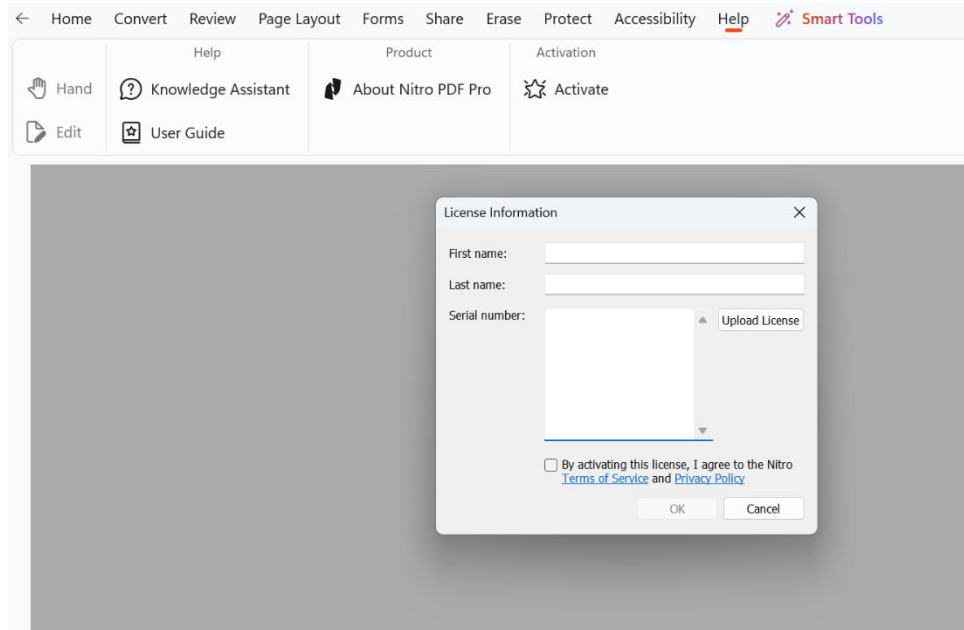 Home Convert Review Page Layout Forms Share Erase Protect Accessibility Help Smart Tools
Help Product Activation
Hand Knowledge Assistant About Nitro PDF Pro Activate
Edit User Guide
License Information
First name:
Last name:
Serial number: Upload License
By activating this license, I agree to the Nitro
Terms of Service and Privacy Policy
OK Cancel